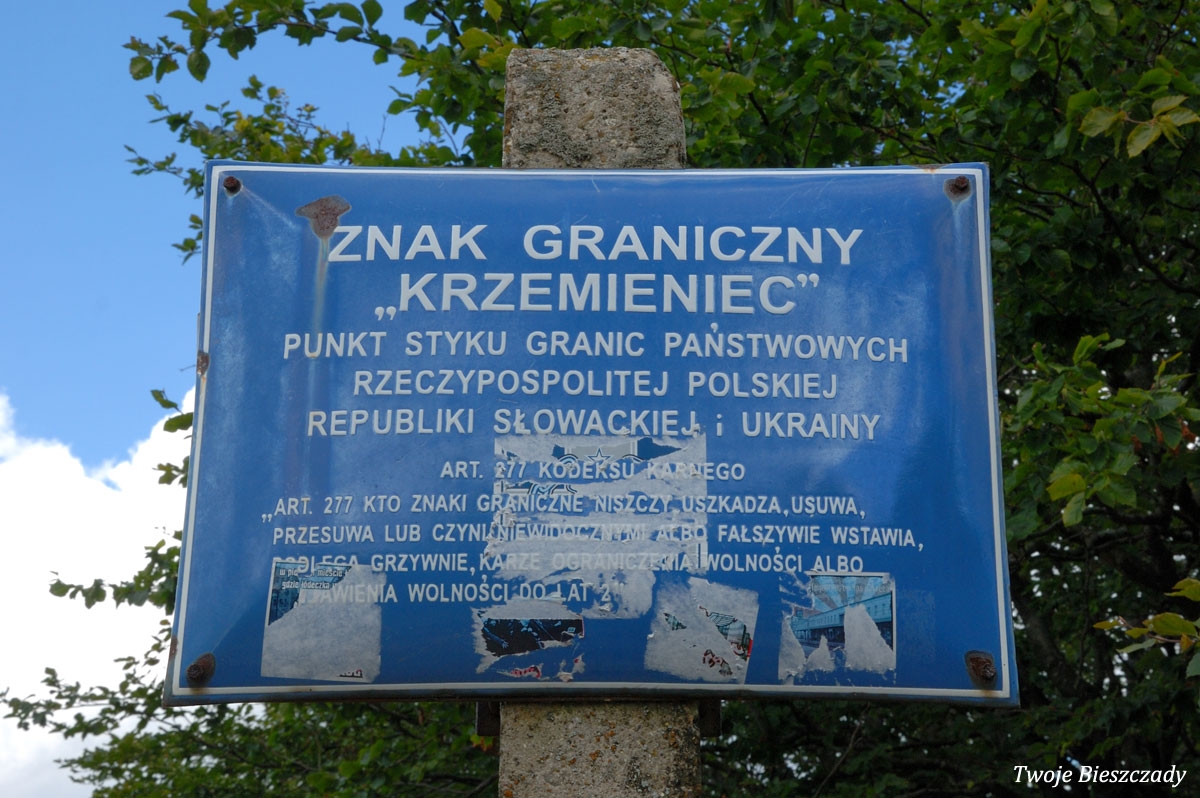 ZNAK GRANICZNY
„KRZEMIENIEC”
PUNKT STYKU GRANIC PAŃSTWOWYCH
RZECZYPOSPOLITEJ POLSKIEJ
REPUBLIKI SŁOWACKIEJ i UKRAINY
ART. 277 KODEKSU KARNEGO
„ART. 277 KTO ZNAKI GRANICZNE NISZCZY USZKADZA, USUWA,
PRZESUWA LUB CZYNI NIEWIDOCZNYMI ALBO FAŁSZYWIE WSTAWIA,
PODLEGA GRZYWNIE, KARZE OGRANICZENIA WOLNOŚCI ALBO
WOLNOŚCI DO LAT 2
Twoje Bieszczady